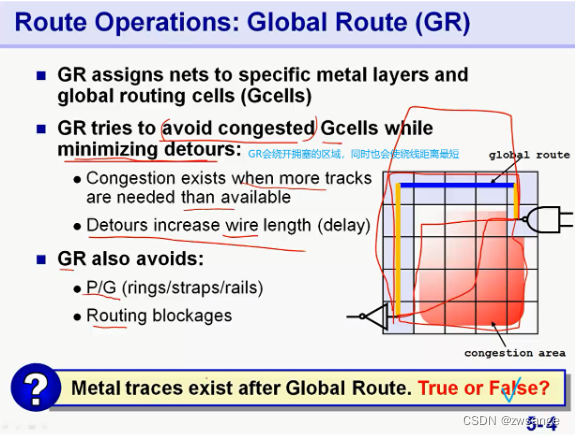 Route Operations: Global Route (GR)
GR assigns nets to specific metal layers and
global routing cells (Gcells)
GR tries to avoid congested Gcells while
minimizing detours:
GR会绕开拥塞的区域，同时也会使绕线距离最短
Congestion exists when more tracks
are needed than available
Detours increase wire length (delay)
GR also avoids:
P/G (rings/straps/rails)
Routing blockages
global route
congestion area
? Metal traces exist after Global Route. True or False?
CSDN @zwsange
5-4